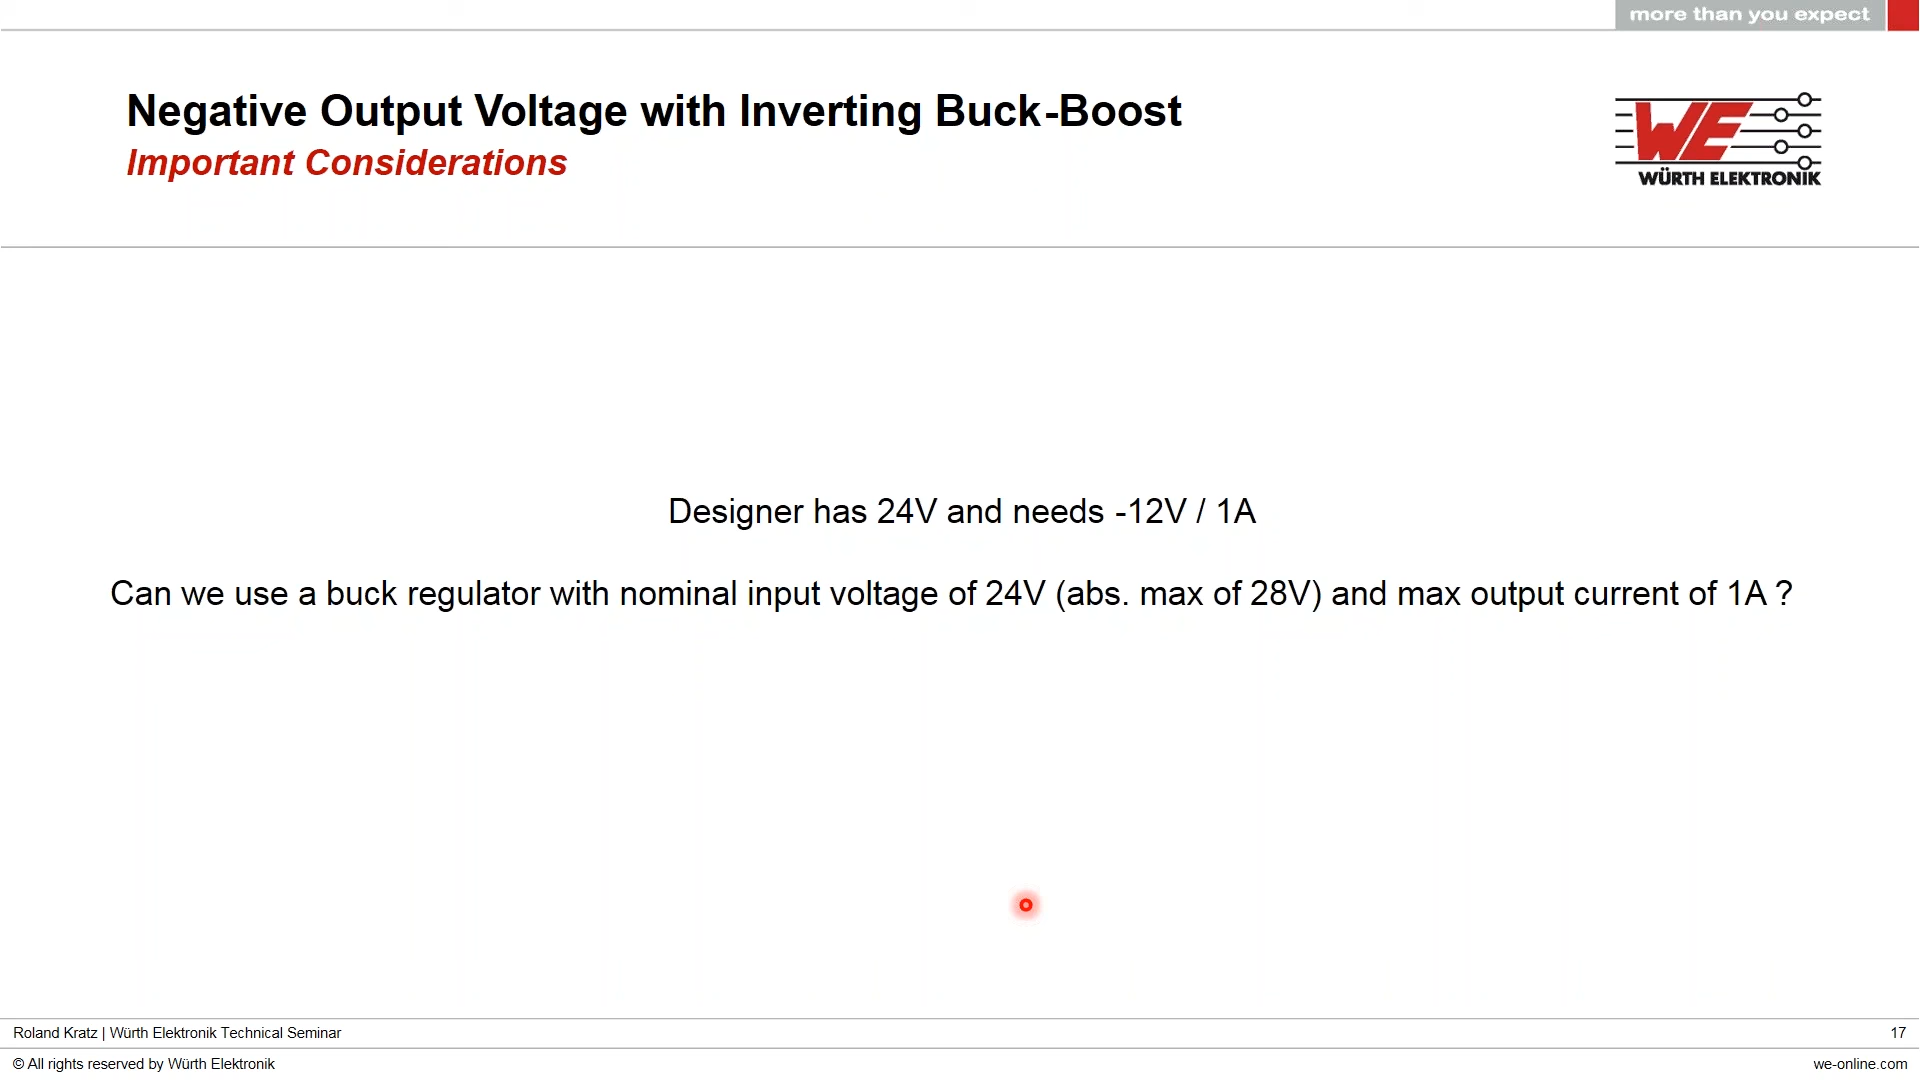 more than you expect
Negative Output Voltage with Inverting Buck-Boost
Important Considerations
WE
WÜRTH ELEKTRONIK
Designer has 24V and needs -12V / 1A
Can we use a buck regulator with nominal input voltage of 24V (abs. max of 28V) and max output current of 1A ?
Roland Kratz | Würth Elektronik Technical Seminar
17
© All rights reserved by Würth Elektronik
we-online.com